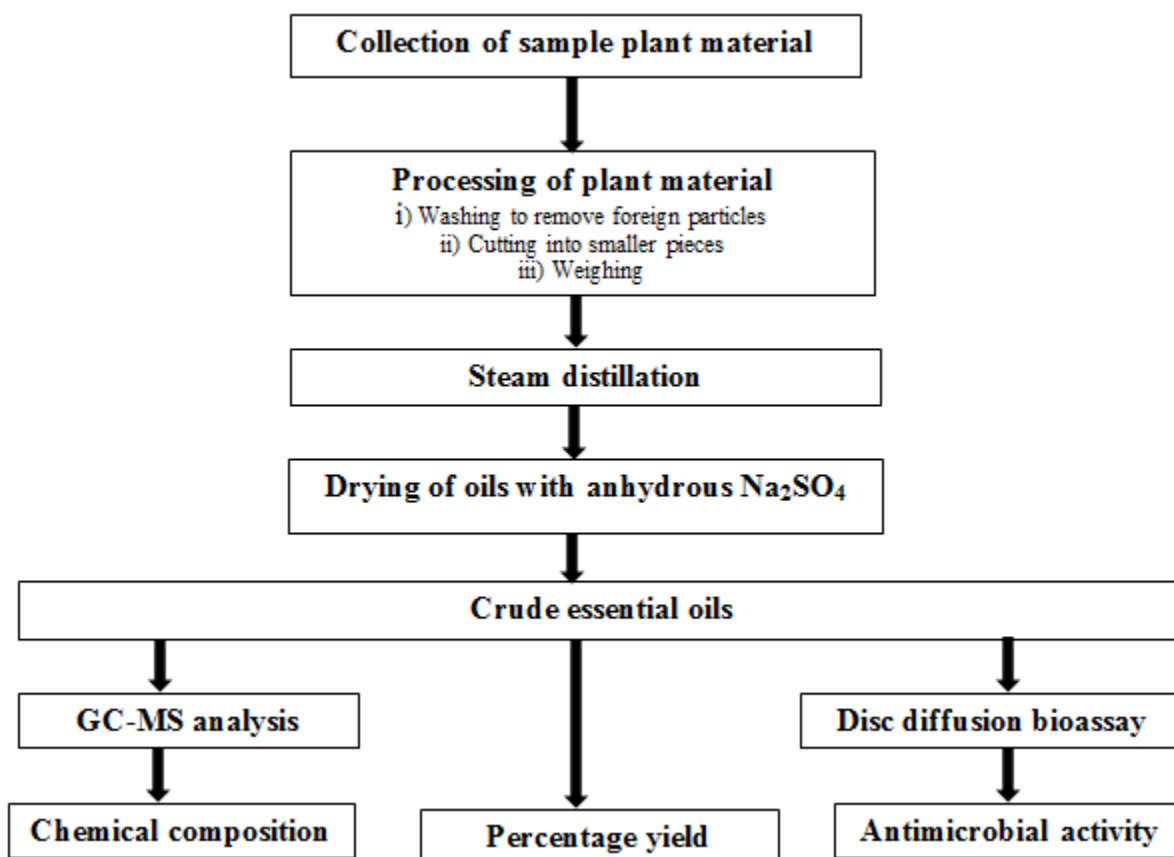 Collection of sample plant material
Processing of plant material
i) Washing to remove foreign particles
ii) Cutting into smaller pieces
iii) Weighing
Steam distillation
Drying of oils with anhydrous Na₂SO₄
Crude essential oils
GC-MS analysis
Disc diffusion bioassay
Chemical composition
Percentage yield
Antimicrobial activity